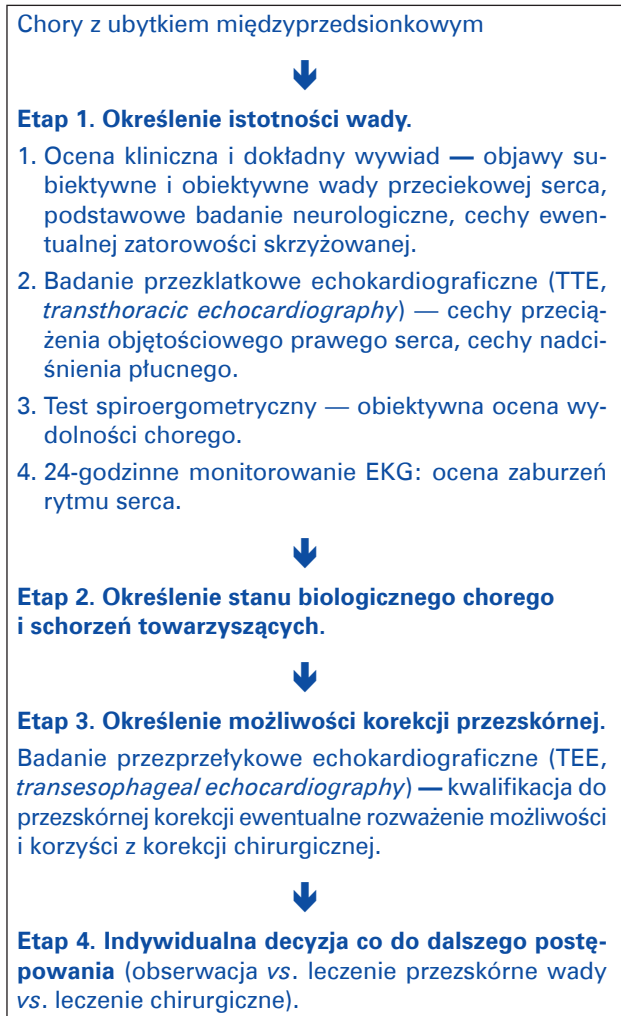 Chory z ubytkiem międzyprzedsionkowym
Etap 1. Określenie istotności wady.
1. Ocena kliniczna i dokładny wywiad — objawy su-
biektywne i obiektywne wady przeciekowej serca,
podstawowe badanie neurologiczne, cechy ewen-
tualnej zatorowości skrzyżowanej.
2. Badanie przezklatkowe echokardiograficzne (TTE,
transthoracic echocardiography) — cechy przecią-
żenia objętościowego prawego serca, cechy nadci-
śnienia płucnego.
3. Test spiroergometryczny — obiektywna ocena wy-
dolności chorego.
4. 24-godzinne monitorowanie EKG: ocena zaburzeń
rytmu serca.
Etap 2. Określenie stanu biologicznego chorego
i schorzeń towarzyszących.
Etap 3. Określenie możliwości korekcji przezskórnej.
Badanie przezprzełykowe echokardiograficzne (TEE,
transesophageal echocardiography) — kwalifikacja do
przezskórnej korekcji ewentualne rozważenie możliwości
i korzyści z korekcji chirurgicznej.
Etap 4. Indywidualna decyzja co do dalszego postę-
powania (obserwacja vs. leczenie przezskórne wady
vs. leczenie chirurgiczne).